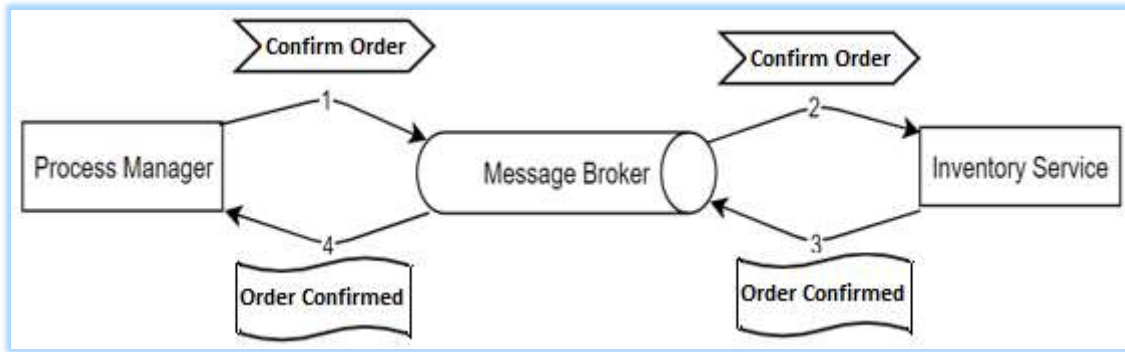 Confirm Order
Confirm Order
1
2
Process Manager
Message Broker
Inventory Service
4
3
Order Confirmed
Order Confirmed